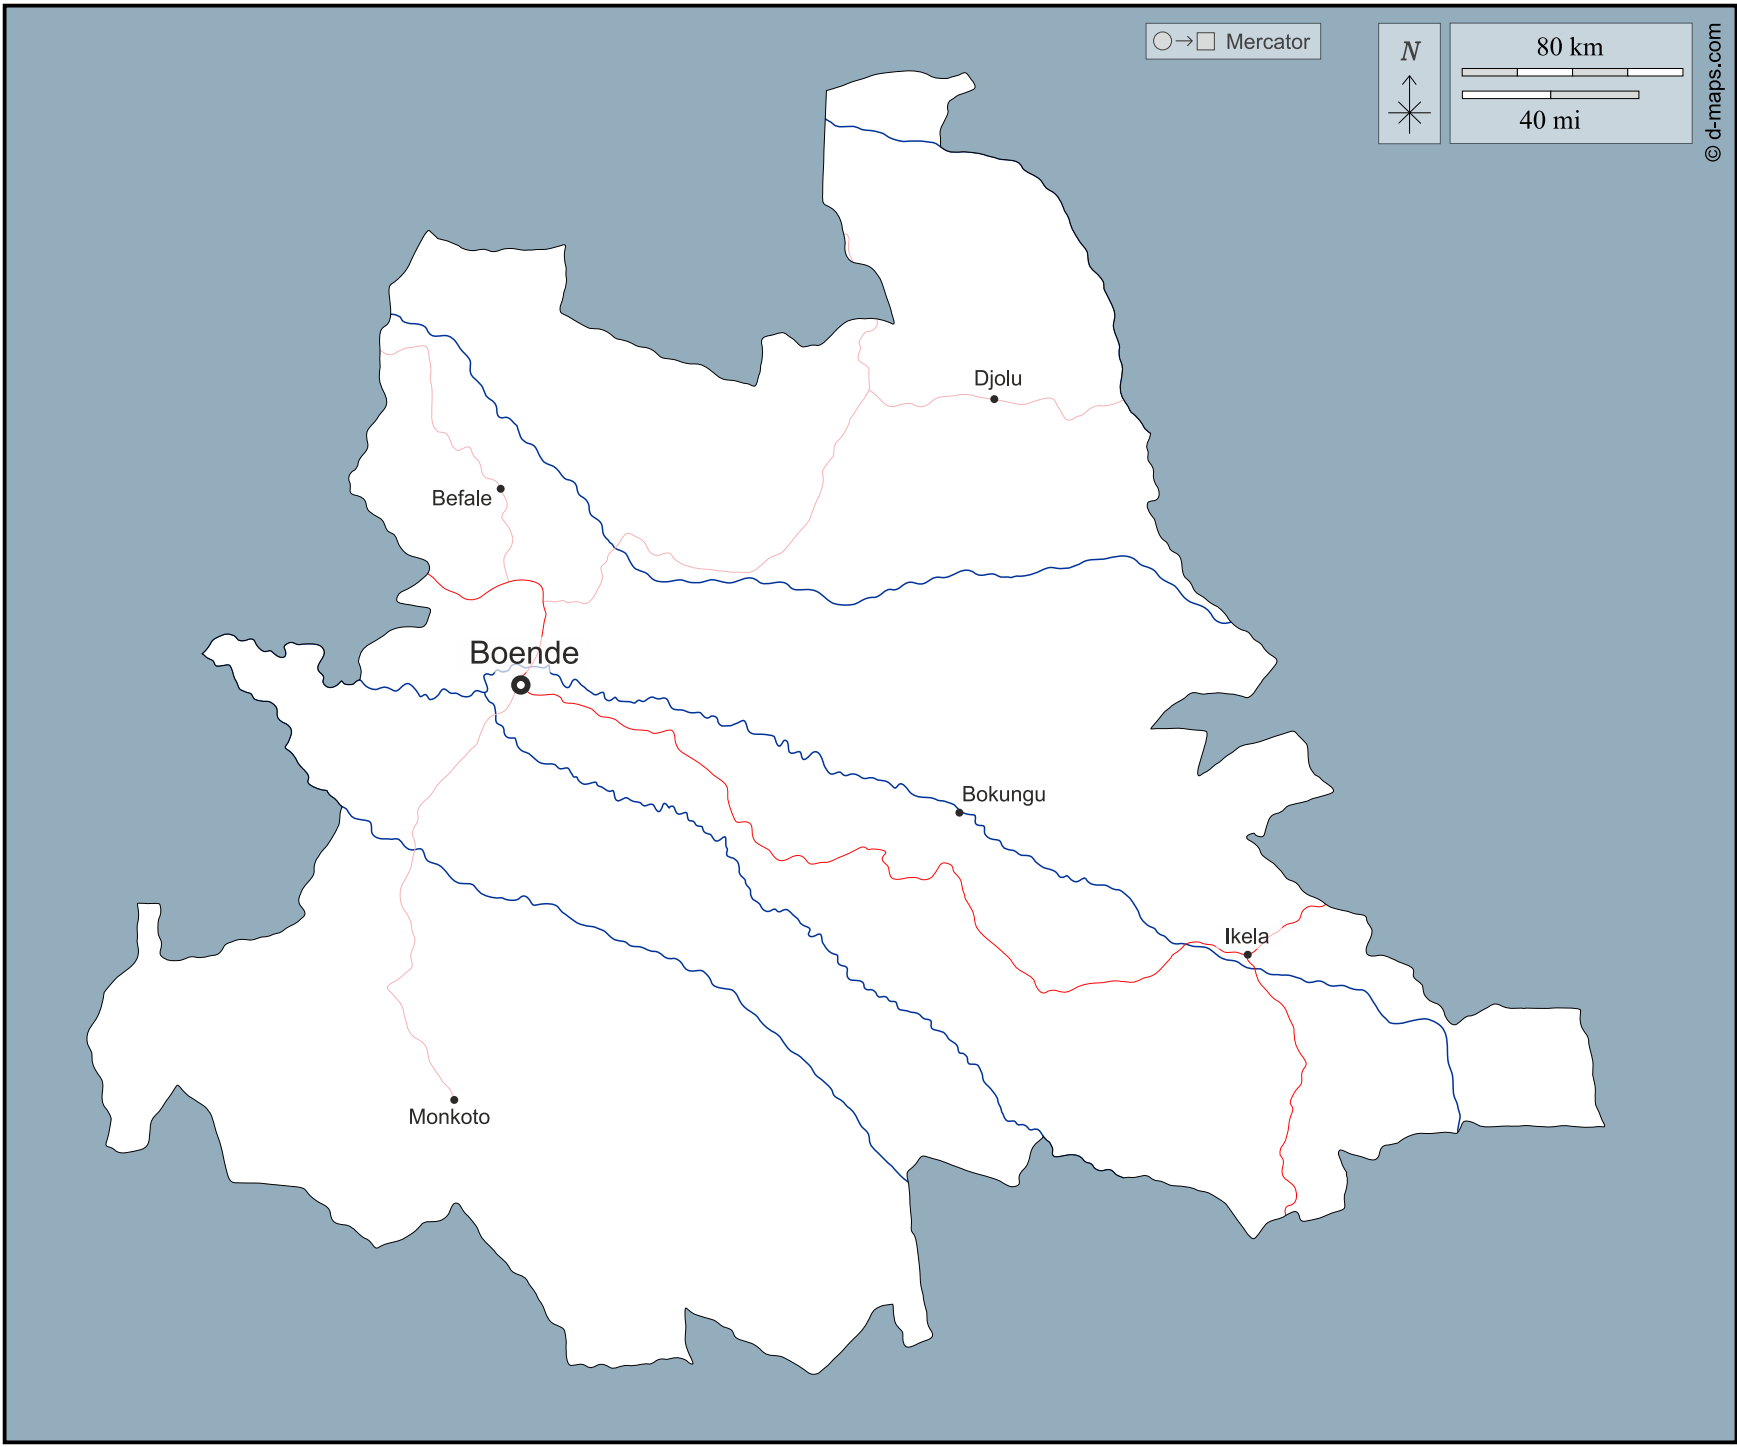 Mercator
N
80 km
40 mi
© d-maps.com
Djolu
Befale
Boende
Bokungu
Ikela
Monkoto